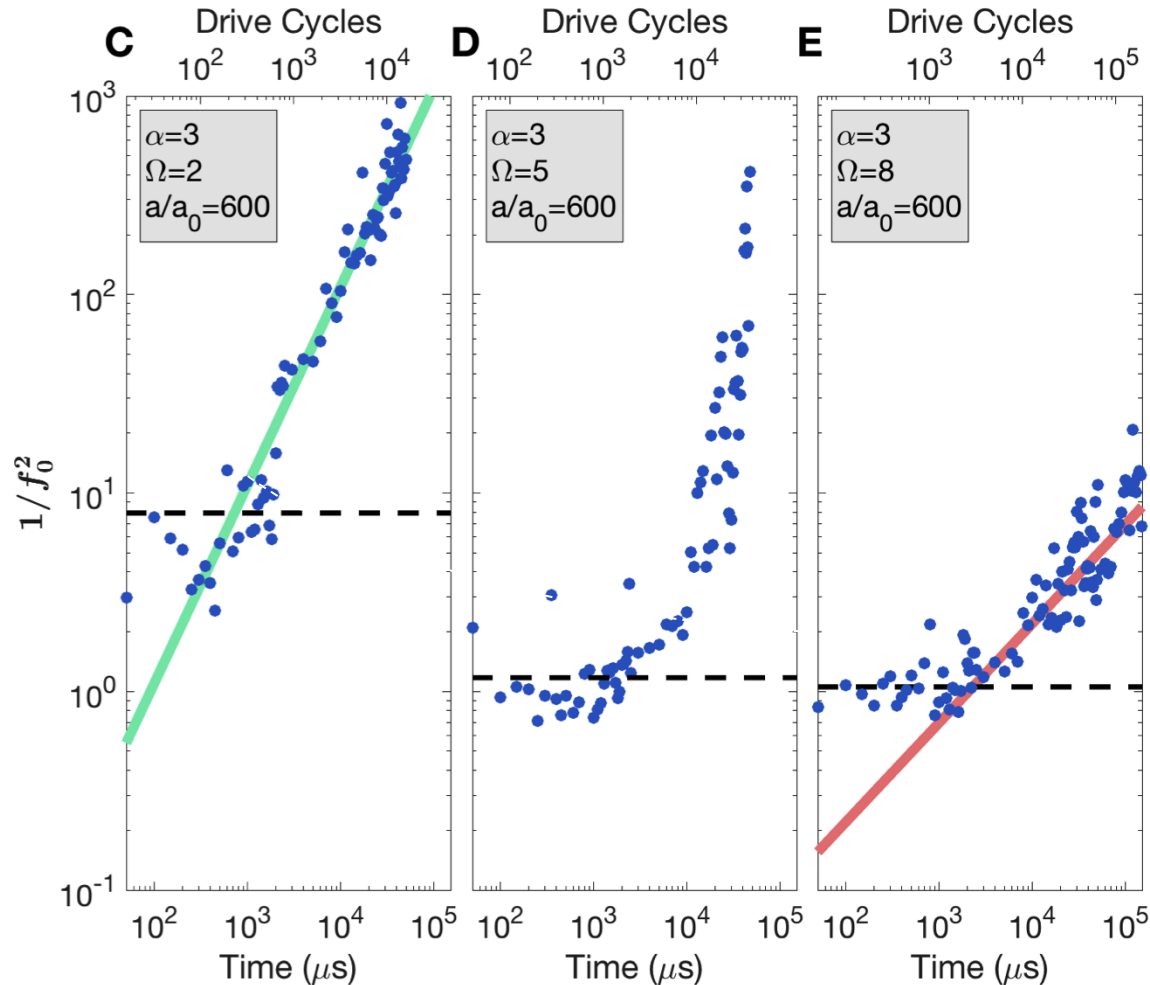 C Drive Cycles D Drive Cycles E Drive Cycles
10² 10³ 10⁴ 10² 10³ 10⁴ 10³ 10⁴ 10⁵
10³
α=3
Ω=2
a/a₀=600
α=3
Ω=5
a/a₀=600
α=3
Ω=8
a/a₀=600
10²
10¹
1/f₀²
10⁰
10⁻¹
10² 10³ 10⁴ 10⁵ 10² 10³ 10⁴ 10⁵ 10² 10³ 10⁴ 10⁵
Time (μs) Time (μs) Time (μs)